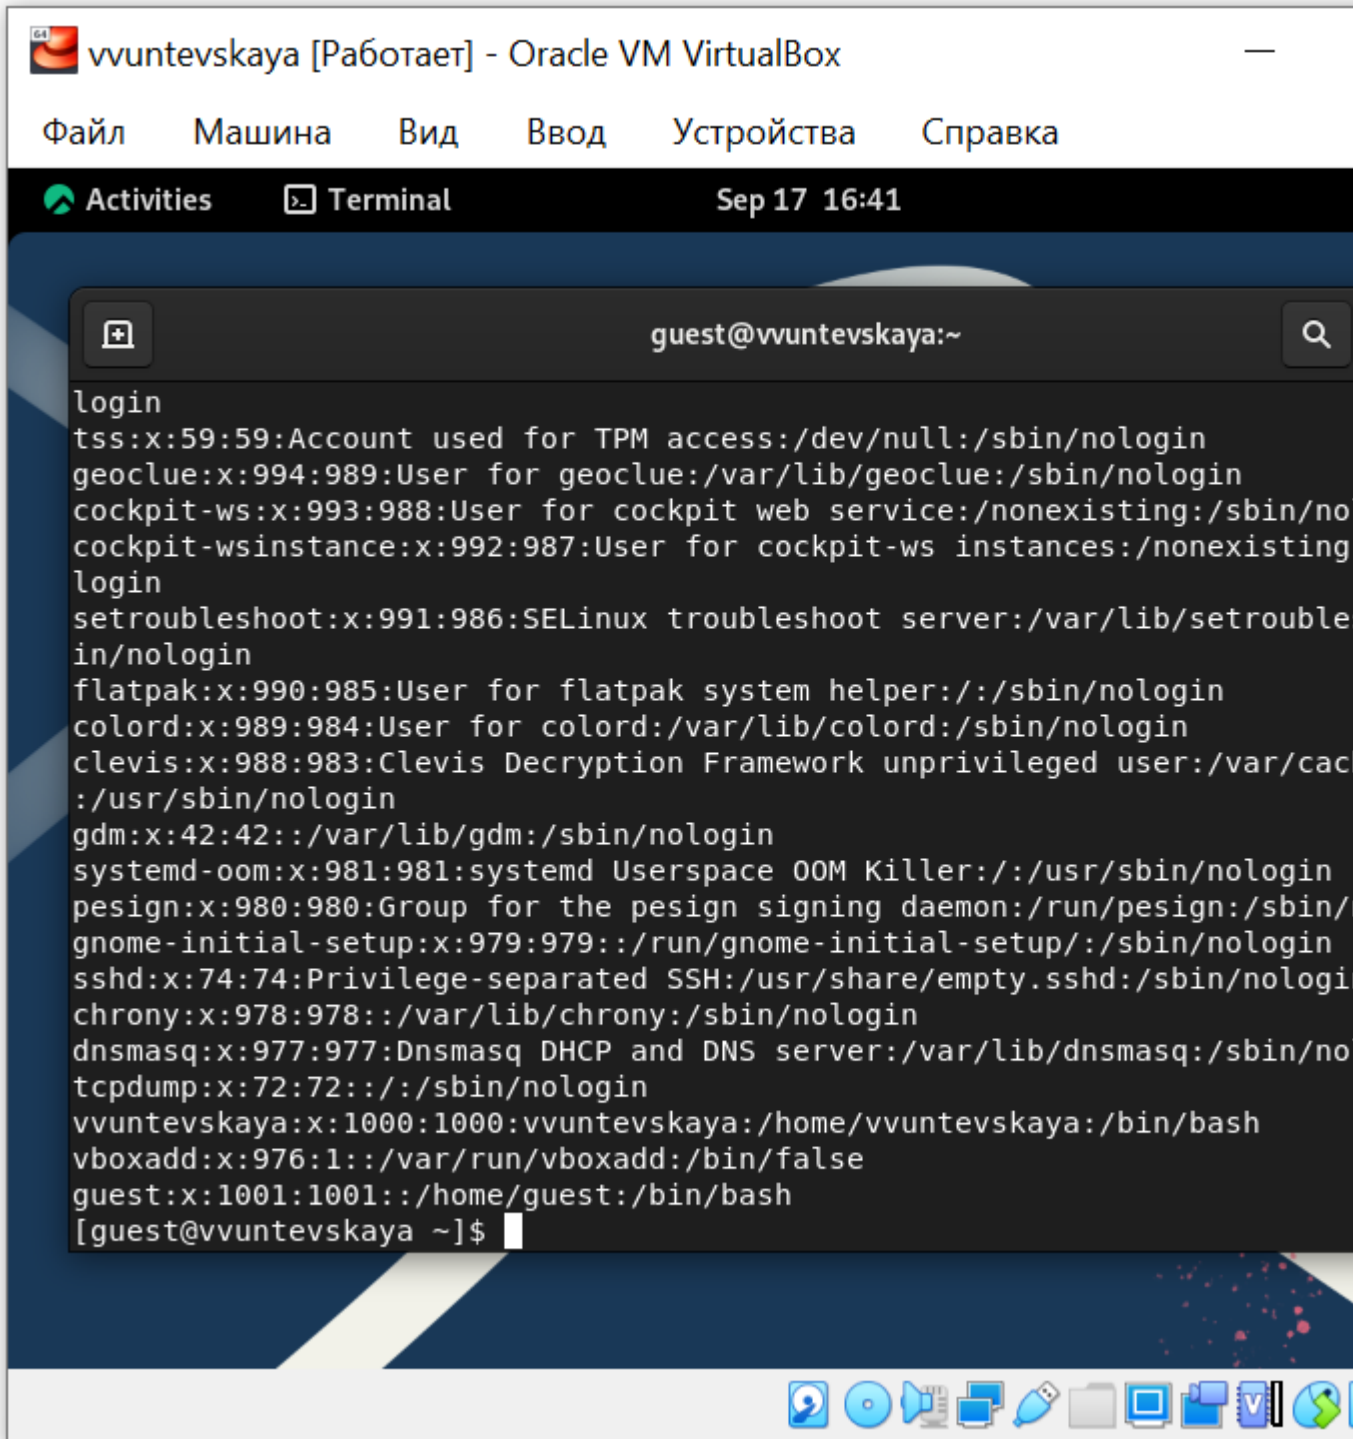 64
vvuntevskaya [Работает] - Oracle VM VirtualBox
Файл Машина Вид Ввод Устройства Справка
Activities Terminal Sep 17 16:41
guest@vvuntevskaya:~
login
tss:x:59:59:Account used for TPM access:/dev/null:/sbin/nologin
geoclue:x:994:989:User for geoclue:/var/lib/geoclue:/sbin/nologin
cockpit-ws:x:993:988:User for cockpit web service:/nonexisting:/sbin/nol
cockpit-wsinstance:x:992:987:User for cockpit-ws instances:/nonexisting
login
setroubleshoot:x:991:986:SELinux troubleshoot server:/var/lib/setrouble
in/nologin
flatpak:x:990:985:User for flatpak system helper:/:/sbin/nologin
colord:x:989:984:User for colord:/var/lib/colord:/sbin/nologin
clevis:x:988:983:Clevis Decryption Framework unprivileged user:/var/cac
:/usr/sbin/nologin
gdm:x:42:42::/var/lib/gdm:/sbin/nologin
systemd-oom:x:981:981:systemd Userspace OOM Killer:/:/usr/sbin/nologin
pesign:x:980:980:Group for the pesign signing daemon:/run/pesign:/sbin/
gnome-initial-setup:x:979:979::/run/gnome-initial-setup/:/sbin/nologin
sshd:x:74:74:Privilege-separated SSH:/usr/share/empty.sshd:/sbin/nologin
chrony:x:978:978::/var/lib/chrony:/sbin/nologin
dnsmasq:x:977:977:Dnsmasq DHCP and DNS server:/var/lib/dnsmasq:/sbin/nol
tcpdump:x:72:72::/:/sbin/nologin
vvuntevskaya:x:1000:1000:vvuntevskaya:/home/vvuntevskaya:/bin/bash
vboxadd:x:976:1::/var/run/vboxadd:/bin/false
guest:x:1001:1001::/home/guest:/bin/bash
[guest@vvuntevskaya ~]$